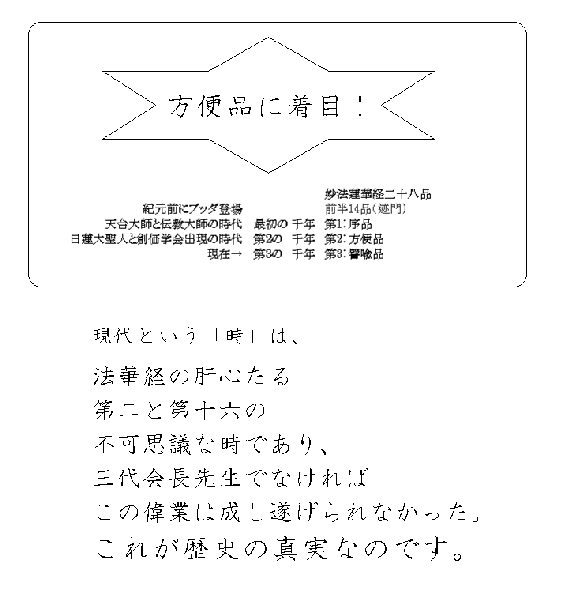 方便品に着目！
妙法蓮華経二十八品
紀元前にブッダ登場 前半14品(迹門)
天台大師と伝教大師の時代 最初の 千年 第1:序品
日蓮大聖人と創価学会出現の時代 第2の 千年 第2:方便品
現在→ 第3の 千年 第3:譬喩品
現代という「時」は、
法華経の肝心たる
第二と第十六の
不可思議な時であり、
三代会長先生でなければ
この偉業は成し遂げられなかった」
これが歴史の真実なのです。